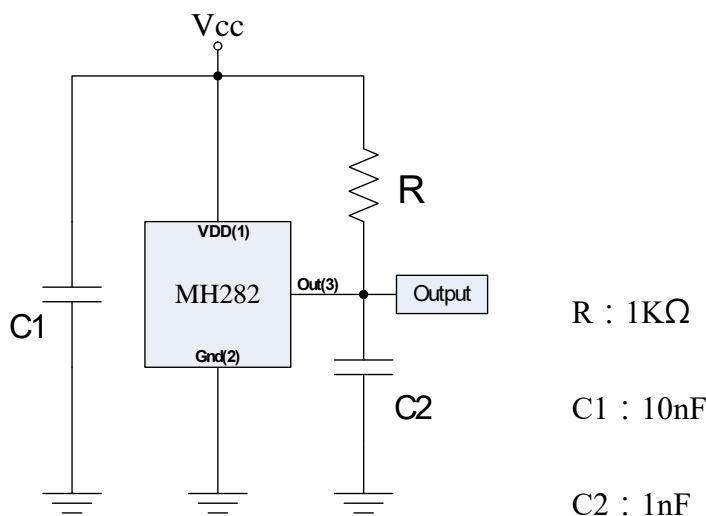 Vcc
VDD(1)
R
MH282
Out(3)
Output
C1
Gnd(2)
C2
R：1KΩ
C1：10nF
C2：1nF